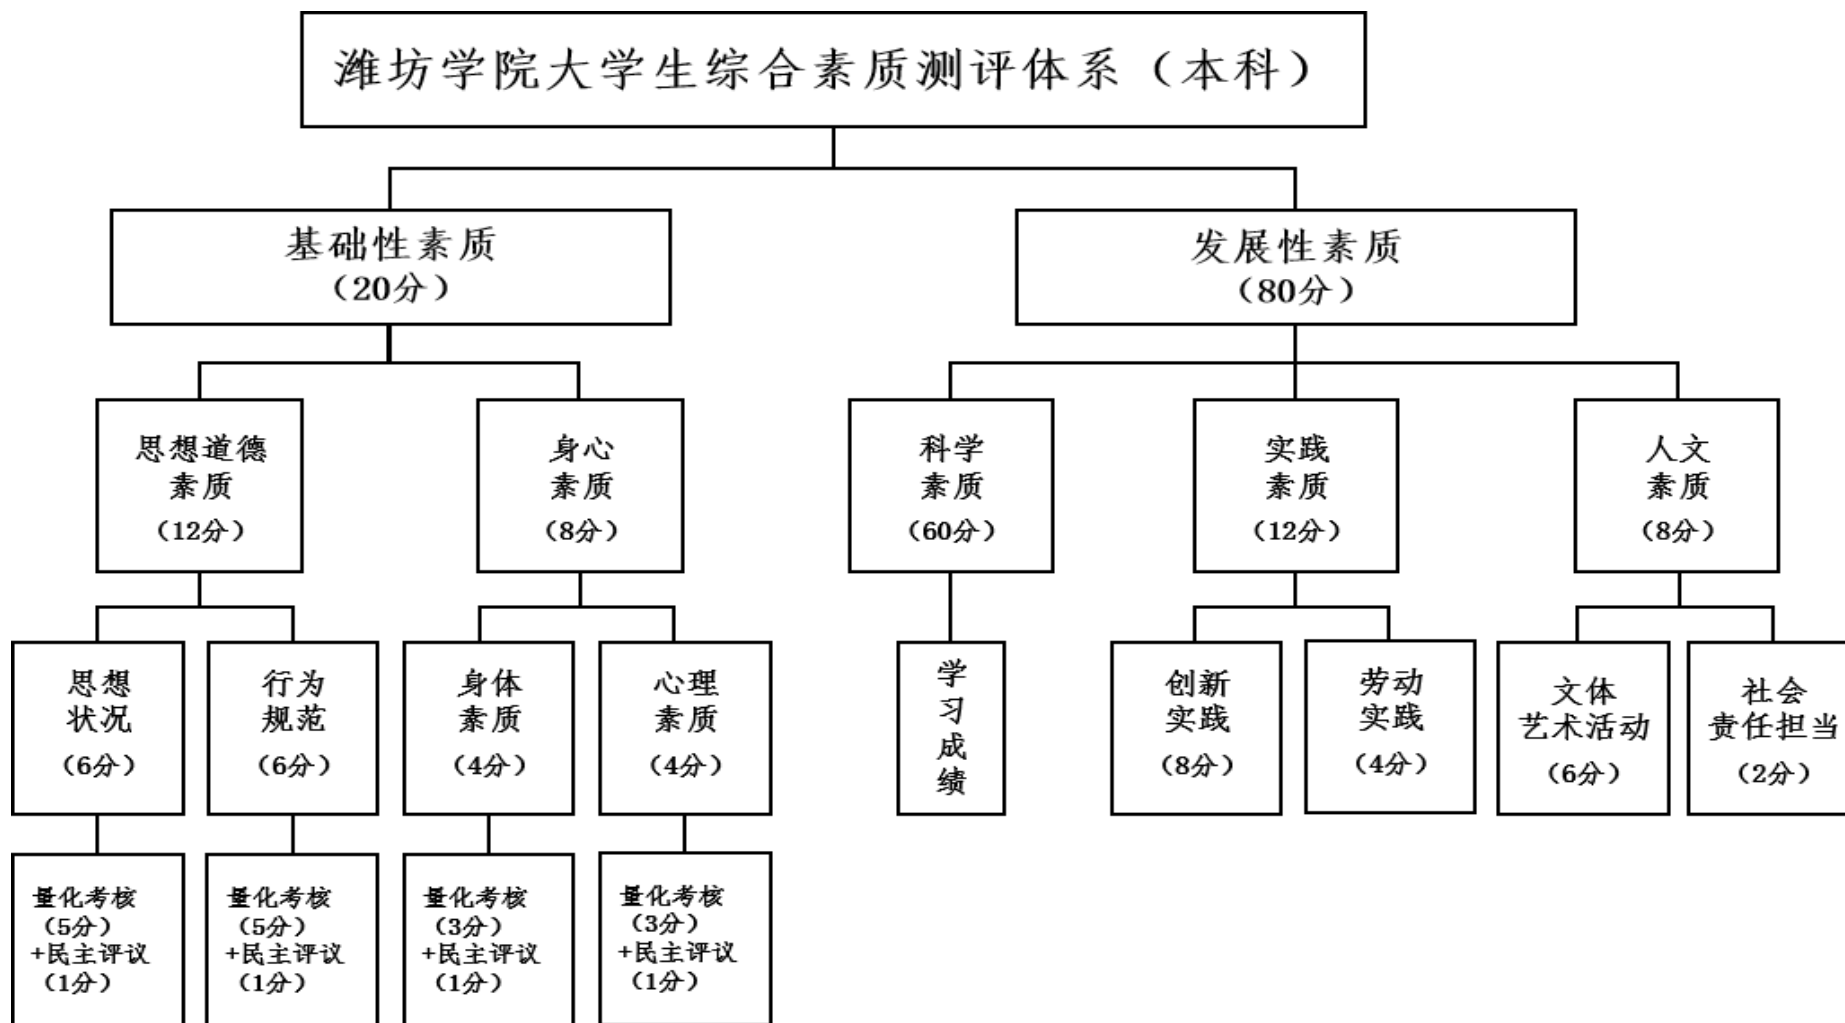 潍坊学院大学生综合素质测评体系（本科）
基础性素质
（20分）
发展性素质
（80分）
思想道德
素质
（12分）
身心
素质
（8分）
科学
素质
（60分）
实践
素质
（12分）
人文
素质
（8分）
思想
状况
（6分）
行为
规范
（6分）
身体
素质
（4分）
心理
素质
（4分）
学
习
成
绩
创新
实践
（8分）
劳动
实践
（4分）
文体
艺术活动
（6分）
社会
责任担当
（2分）
量化考核
（5分）
+民主评议
（1分）
量化考核
（5分）
+民主评议
（1分）
量化考核
（3分）
+民主评议
（1分）
量化考核
（3分）
+民主评议
（1分）